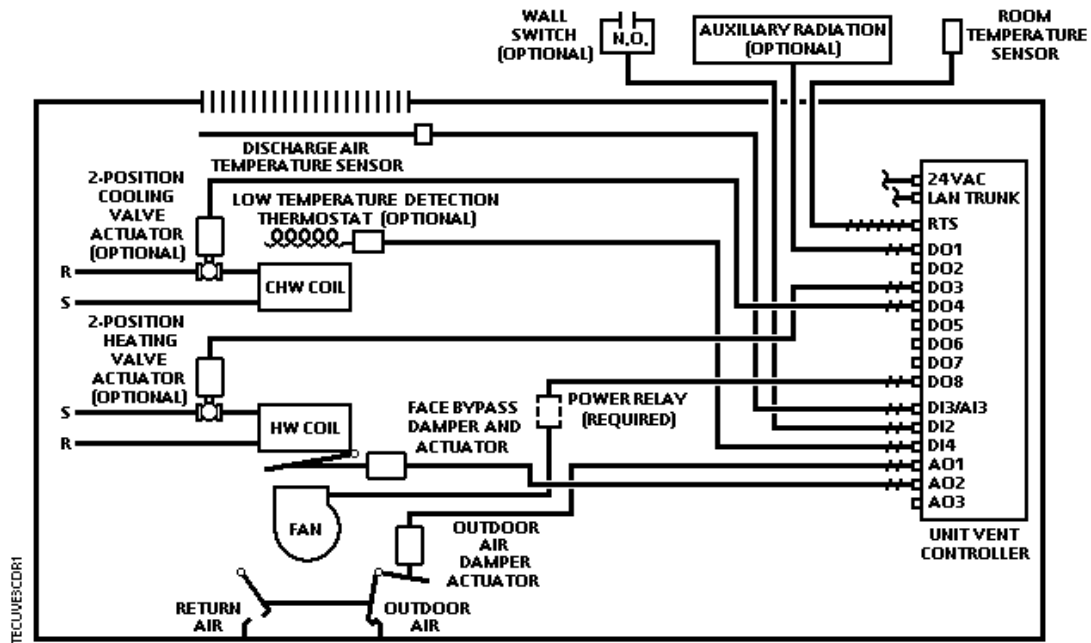 WALL
SWITCH
(OPTIONAL)
N.O.
AUXILIARY RADIATION
(OPTIONAL)
ROOM
TEMPERATURE
SENSOR
DISCHARGE AIR
TEMPERATURE SENSOR
2-POSITION
COOLING
VALVE
ACTUATOR
(OPTIONAL)
LOW TEMPERATURE DETECTION
THERMOSTAT (OPTIONAL)
R
S
CHW COIL
2-POSITION
HEATING
VALVE
ACTUATOR
(OPTIONAL)
S
R
HW COIL
FACE BYPASS
DAMPER AND
ACTUATOR
POWER RELAY
(REQUIRED)
FAN
OUTDOOR
AIR
DAMPER
ACTUATOR
RETURN
AIR
OUTDOOR
AIR
24VAC
LAN TRUNK
RTS
DO1
DO2
DO3
DO4
DO5
DO6
DO7
DO8
DI3/AI3
DI2
DI4
AO1
AO2
AO3
UNIT VENT
CONTROLLER